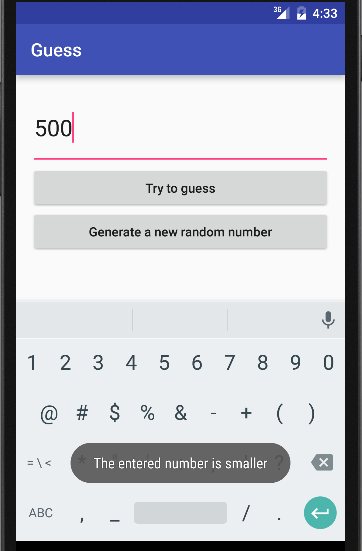 3G 4:33
Guess
500
Try to guess
Generate a new random number
1 2 3 4 5 6 7 8 9 0
@ # $ % & - + ( )
= \ <
The entered number is smaller
ABC , _ / .